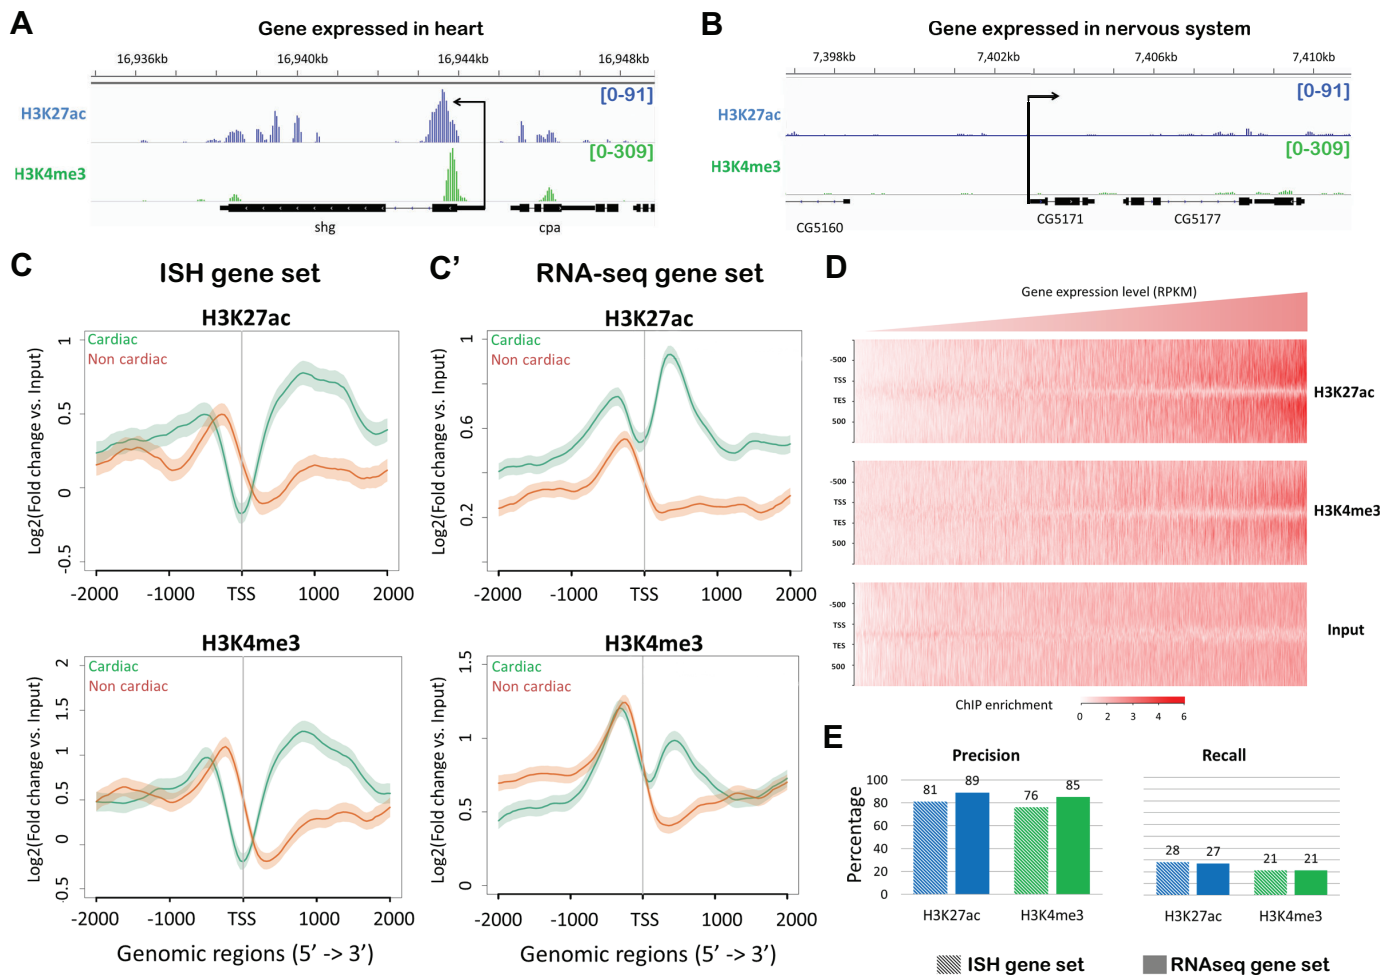 A
Gene expressed in heart
16,936kb 16,940kb 16,944kb 16,948kb
H3K27ac
[0-91]
H3K4me3
[0-309]
shg cpa
B
Gene expressed in nervous system
7,398kb 7,402kb 7,406kb 7,410kb
H3K27ac
[0-91]
H3K4me3
[0-309]
CG5160 CG5171 CG5177
C
ISH gene set
H3K27ac
Cardiac
Non cardiac
Log2(Fold change vs. Input)
1
0.5
0
-0.5
-2000 -1000 TSS 1000 2000
H3K4me3
Cardiac
Non cardiac
Log2(Fold change vs. Input)
2
1.5
1
0.5
0
-0.5
-2000 -1000 TSS 1000 2000
Genomic regions (5’ -> 3’)
C’
RNA-seq gene set
H3K27ac
Cardiac
Non cardiac
Log2(Fold change vs. Input)
1
0.6
0.2
-2000 -1000 TSS 1000 2000
H3K4me3
Cardiac
Non cardiac
Log2(Fold change vs. Input)
1.5
1
0.5
0
-2000 -1000 TSS 1000 2000
Genomic regions (5’ -> 3’)
D
Gene expression level (RPKM)
-500
TSS
TES
500
H3K27ac
-500
TSS
TES
500
H3K4me3
-500
TSS
TES
500
Input
ChIP enrichment
0 2 3 4 6
E
Precision
Percentage
100
80
60
40
20
0
81 89 76 85
H3K27ac H3K4me3
Recall
28 27 21 21
H3K27ac H3K4me3
ISH gene set RNAseq gene set